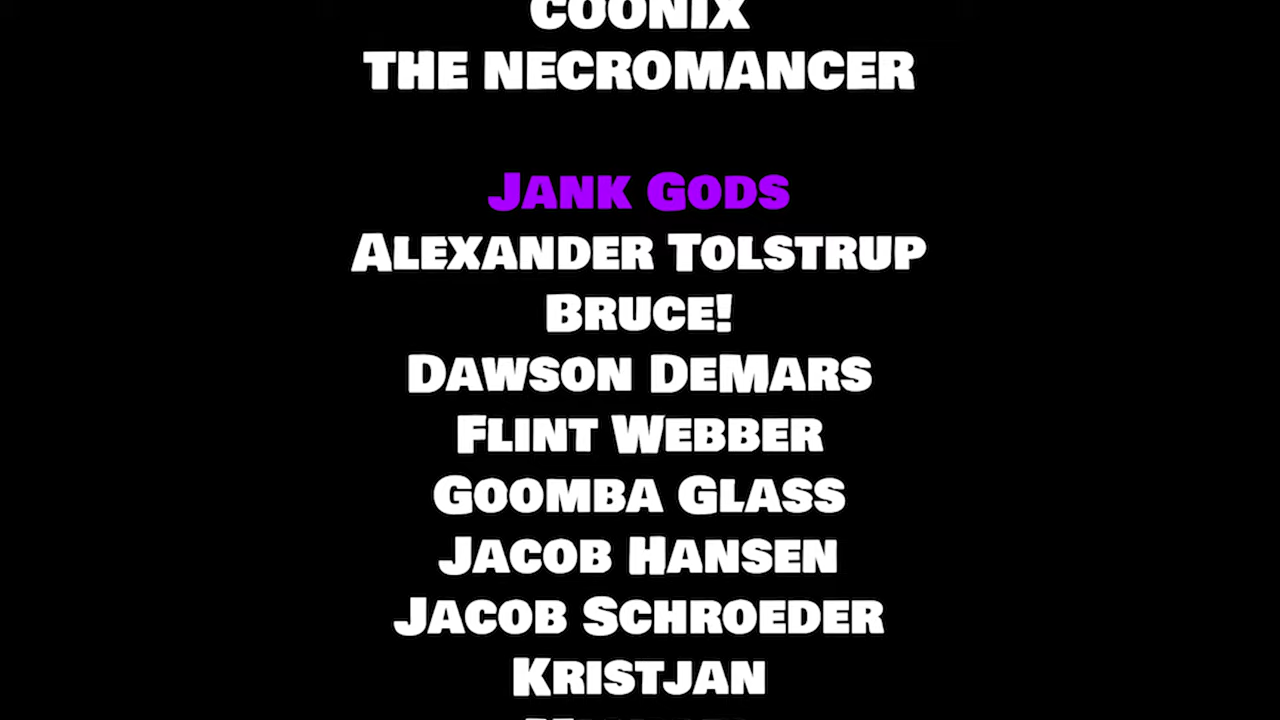 COONIX
THE NECROMANCER
JANK GODS
ALEXANDER TOLSTRUP
BRUCE!
DAWSON DEMARS
FLINT WEBBER
GOOMBA GLASS
JACOB HANSEN
JACOB SCHROEDER
KRISTJAN